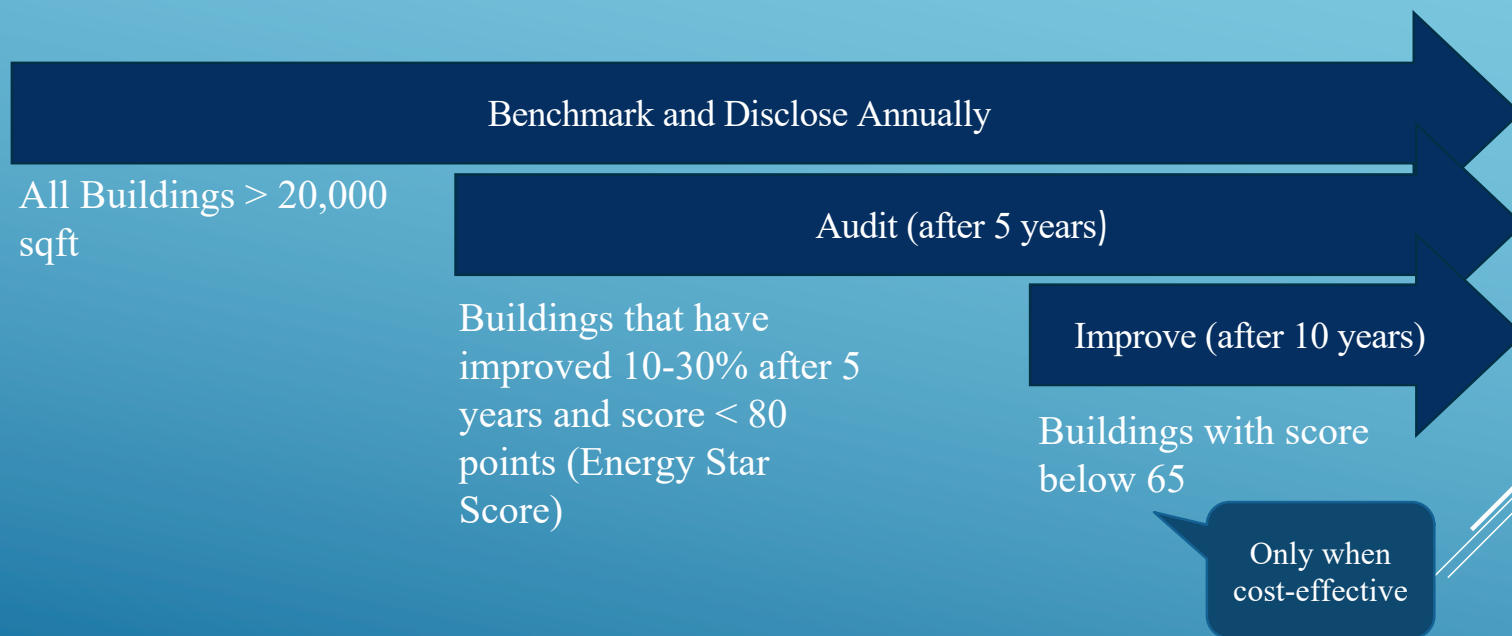 Benchmark and Disclose Annually
All Buildings > 20,000
sqft
Audit (after 5 years)
Buildings that have
improved 10-30% after 5
years and score < 80
points (Energy Star
Score)
Improve (after 10 years)
Buildings with score
below 65
Only when
cost-effective